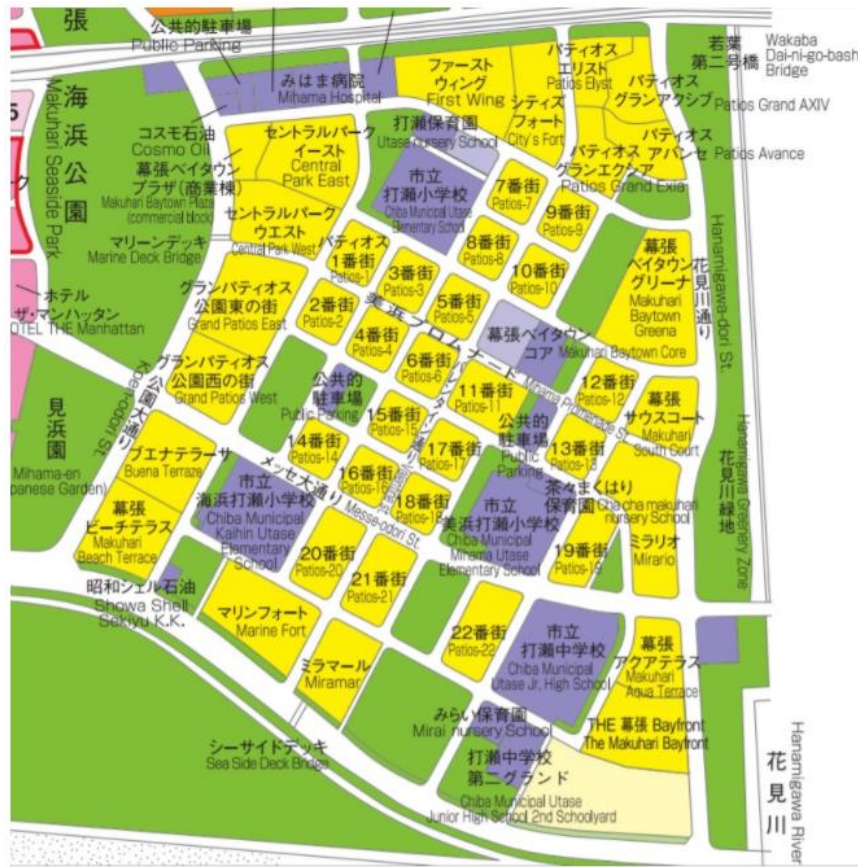 張
公共的駐車場
Public Parking
みはま病院
Mihama Hospital
ファースト
ウィング
First Wing
パティオス
エリスト
Patios Elyst
シティズ
フォート
City's Fort
若葉
第二号橋
Wakaba
Dai-ni-go-bash
Bridge
パティオス
グランアクシブ
Patios Grand AXIV
パティオス
アバンセ
Patios Avance
パティオス
グランエクシア
Patios Grand Exia
海浜公園
Makuhari Seaside Park
5
ク
コスモ石油
Cosmo Oil
幕張ベイタウン
プラザ(商業棟)
Makuhari Baytown Plaza
(commercial block)
マリーンデッキ
Marine Deck Bridge
セントラルパーク
イースト
Central
Park East
セントラルパーク
ウエスト
Central Park West
打瀬保育園
Utase nursery School
市立
打瀬小学校
Chiba Municipal Utase
Elementary School
7番街
Patios-7
9番街
Patios-9
8番街
Patios-8
10番街
Patios-10
パティオス
1番街
Patios-1
3番街
Patios-3
5番街
Patios-5
2番街
Patios-2
4番街
Patios-4
6番街
Patios-6
美浜プロムナード
Mihama Promenade St.
幕張
ベイタウン
グリーナ
Makuhari
Baytown
Greena
花見川通り
Hanamigawa-dori St.
幕張ベイタウン
コア
Makuhari Baytown Core
ホテル
ザ・マンハッタン
OTEL THE Manhattan
グランパティオス
公園東の街
Grand Patios East
グランパティオス
公園西の街
Grand Patios West
公園大通り
Koen-odori St.
公共的
駐車場
Public Parking
バレンタイン通り
11番街
Patios-11
12番街
Patios-12
幕張
サウスコート
Makuhari
South Court
見浜園
Mihama-en
panese Garden)
ブエナテラーサ
Buena Terraze
幕張
ビーチテラス
Makuhari
Beach Terrace
14番街
Patios-14
15番街
Patios-15
16番街
Patios-16
17番街
Patios-17
18番街
Patios-18
公共的
駐車場
Public
Parking
13番街
Patios-13
メッセ大通り
Messe-odori St.
市立
海浜打瀬小学校
Chiba Municipal
Kaihin Utase
Elementary
School
市立
美浜打瀬小学校
Chiba Municipal
Mihama Utase
Elementary School
茶々まくはり
保育園
Cha cha makuhari
nursery School
19番街
Patios-19
ミラリオ
Mirario
花見川緑地
Hanamigawa Greenery Zone
20番街
Patios-20
21番街
Patios-21
昭和シェル石油
Showa Shell
Sekiyu K.K.
マリンフォート
Marine Fort
ミラマール
Miramar
シーサイドデッキ
Sea Side Deck Bridge
22番街
Patios-22
市立
打瀬中学校
Chiba Municipal
Utase Jr. High School
幕張
アクアテラス
Makuhari
Aqua Terrace
みらい保育園
Mirai nursery School
THE 幕張 Bayfront
The Makuhari Bayfront
打瀬中学校
第二グランド
Chiba Municipal Utase
Junior High School 2nd Schoolyard
花見川
Hanamigawa River